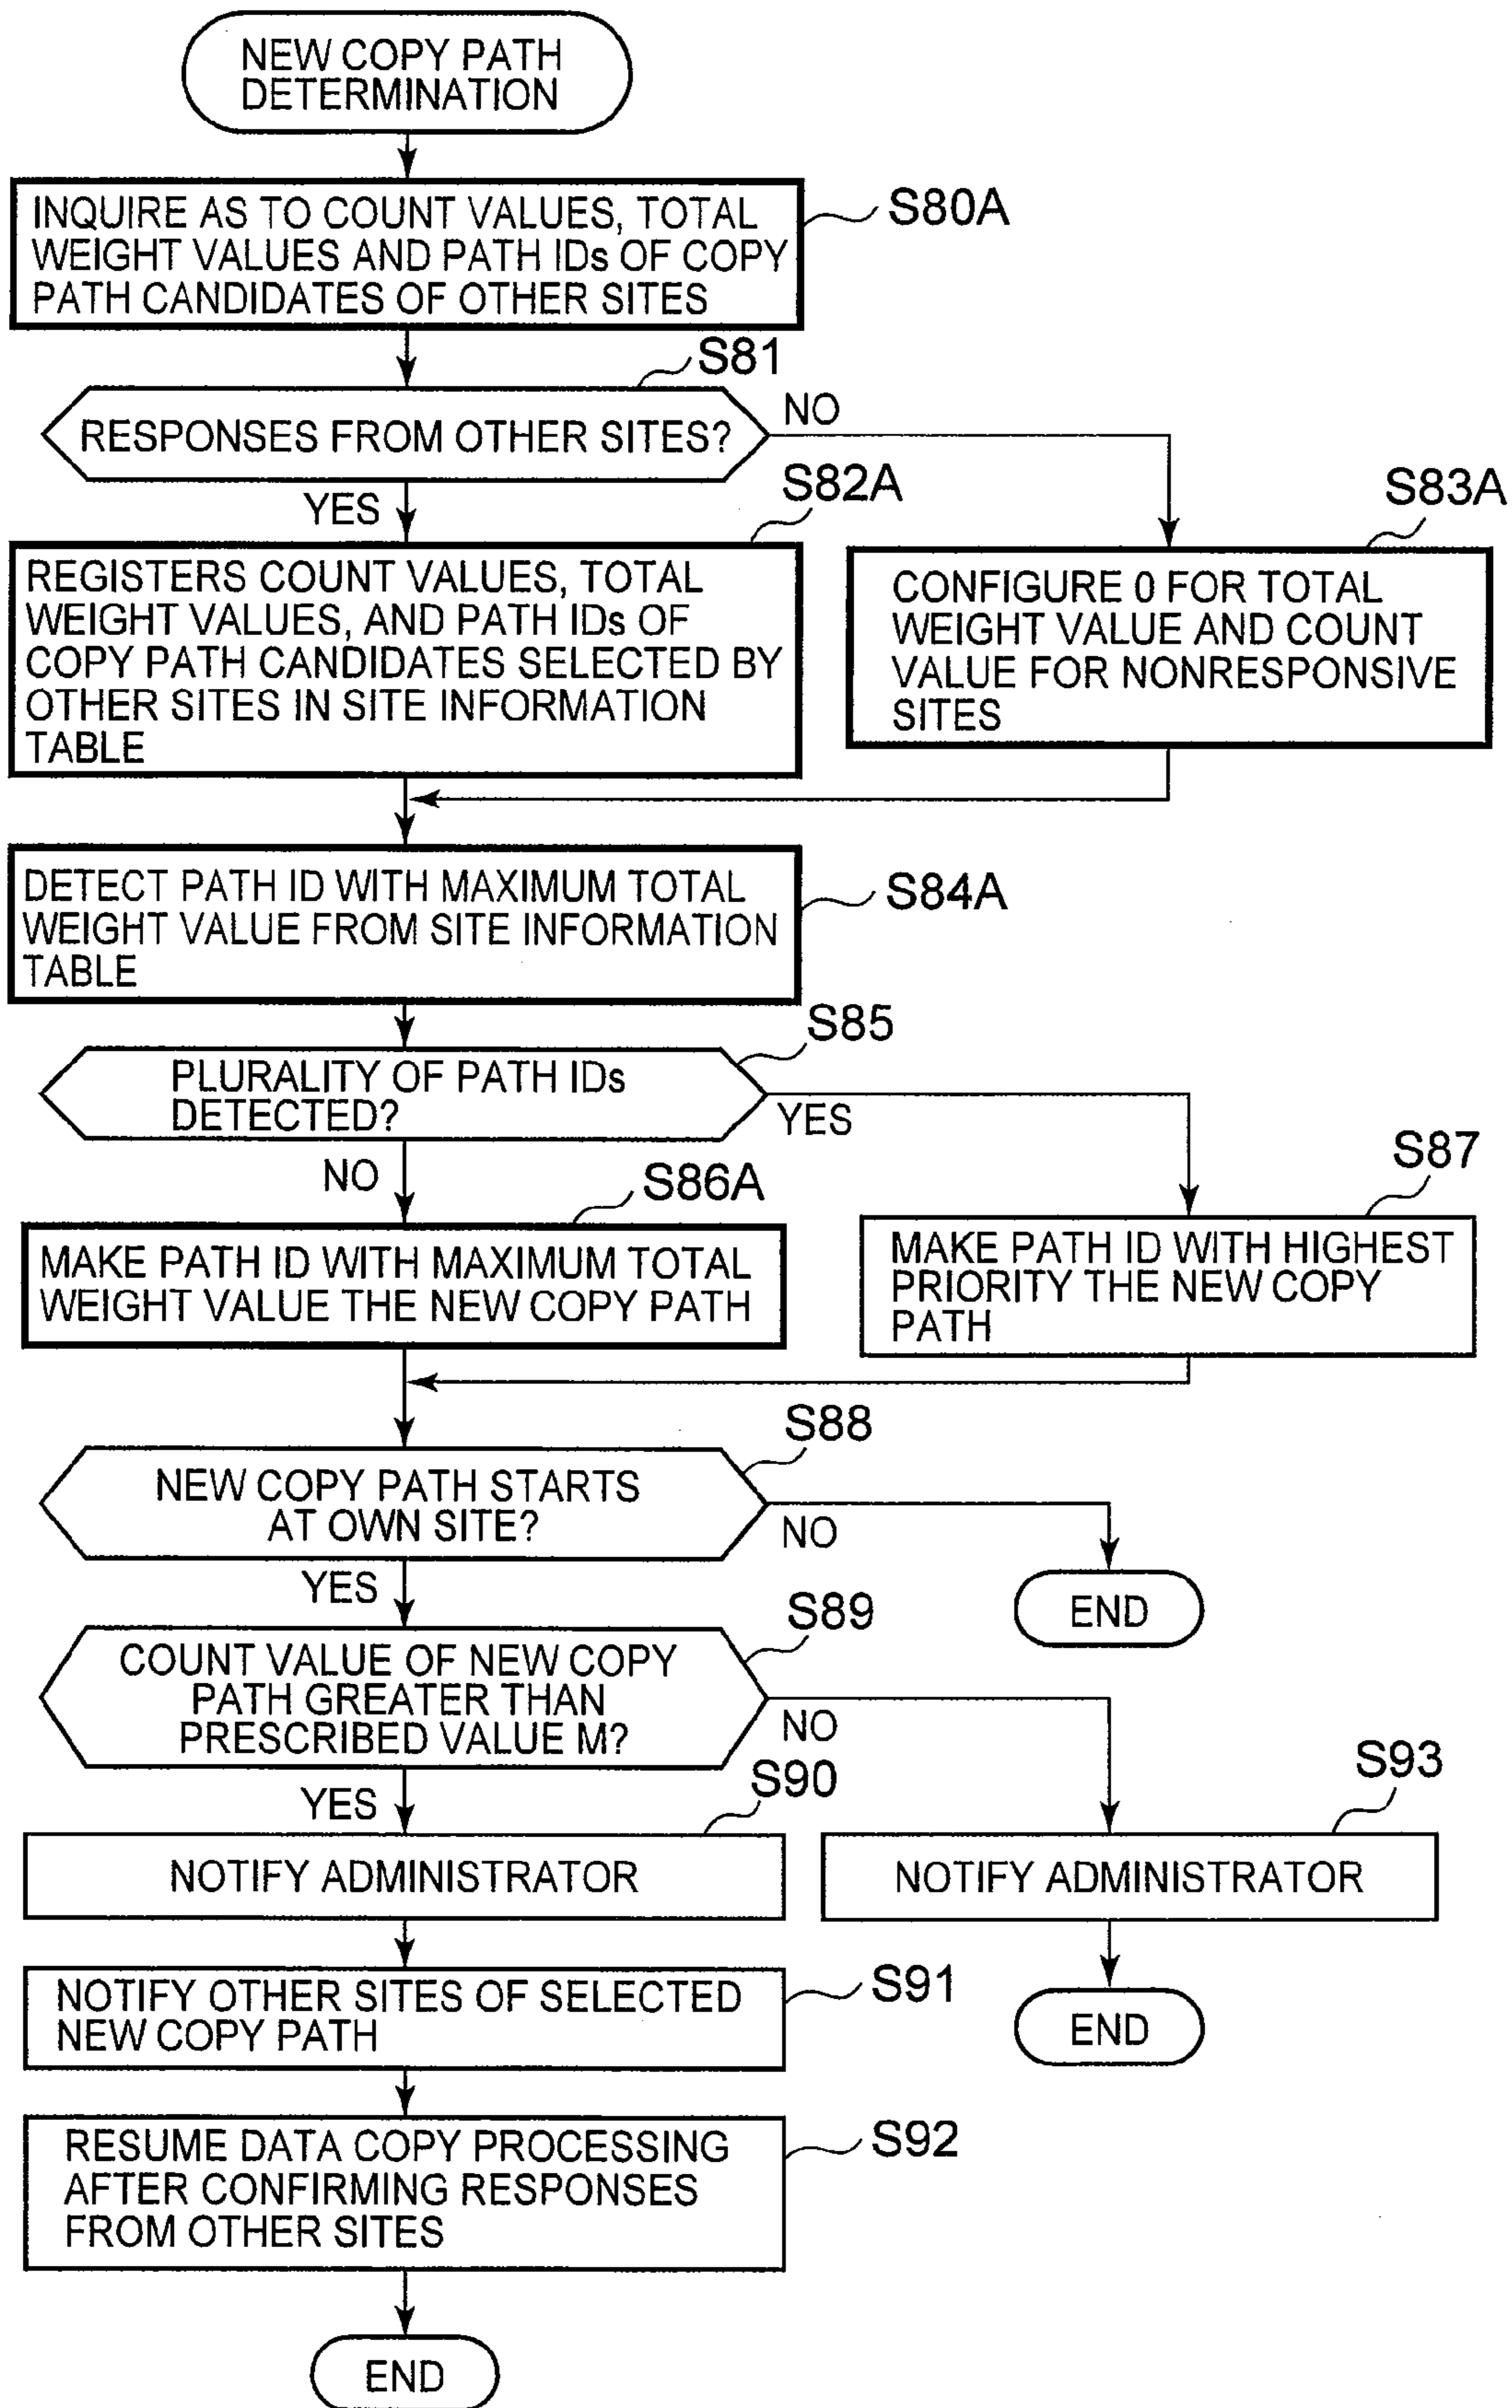 NEW COPY PATH
DETERMINATION
INQUIRE AS TO COUNT VALUES, TOTAL
WEIGHT VALUES AND PATH IDs OF COPY
PATH CANDIDATES OF OTHER SITES
S80A
S81
RESPONSES FROM OTHER SITES?
NO
YES
S82A
S83A
REGISTERS COUNT VALUES, TOTAL
WEIGHT VALUES, AND PATH IDs OF
COPY PATH CANDIDATES SELECTED BY
OTHER SITES IN SITE INFORMATION
TABLE
CONFIGURE 0 FOR TOTAL
WEIGHT VALUE AND COUNT
VALUE FOR NONRESPONSIVE
SITES
DETECT PATH ID WITH MAXIMUM TOTAL
WEIGHT VALUE FROM SITE INFORMATION
TABLE
S84A
S85
PLURALITY OF PATH IDs
DETECTED?
YES
NO
S86A
S87
MAKE PATH ID WITH MAXIMUM TOTAL
WEIGHT VALUE THE NEW COPY PATH
MAKE PATH ID WITH HIGHEST
PRIORITY THE NEW COPY
PATH
S88
NEW COPY PATH STARTS
AT OWN SITE?
NO
YES
END
S89
COUNT VALUE OF NEW COPY
PATH GREATER THAN
PRESCRIBED VALUE M?
NO
YES
S90
S93
NOTIFY ADMINISTRATOR
NOTIFY ADMINISTRATOR
NOTIFY OTHER SITES OF SELECTED
NEW COPY PATH
S91
END
RESUME DATA COPY PROCESSING
AFTER CONFIRMING RESPONSES
FROM OTHER SITES
S92
END